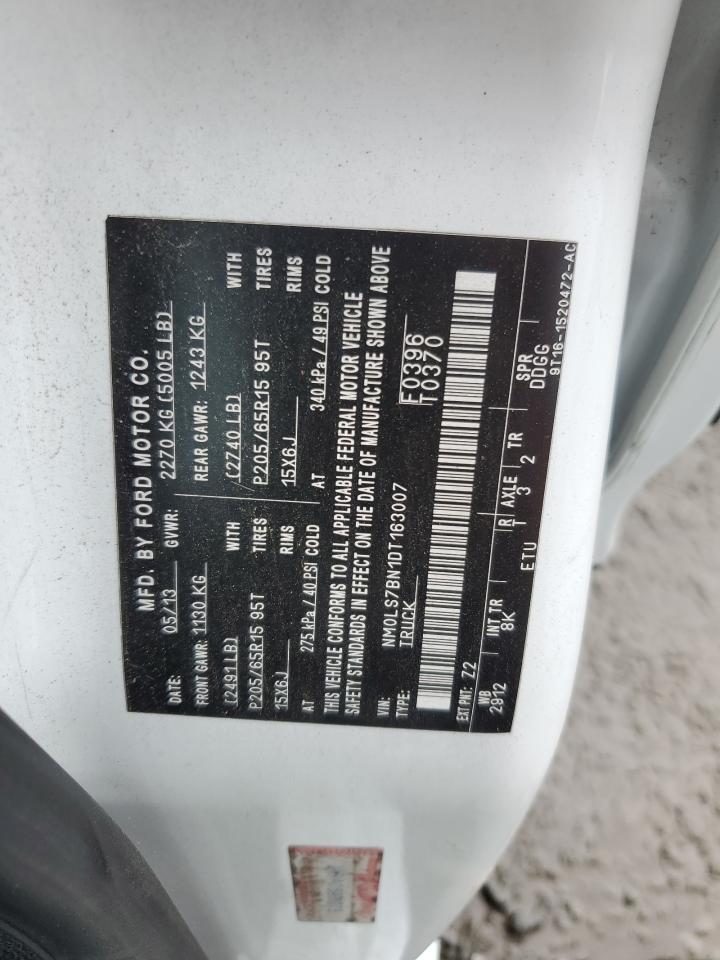 MFD. BY FORD MOTOR CO.
DATE: 05/13 GVWR: 2270 KG (5005 LB)
FRONT GAWR: 1130 KG REAR GAWR: 1243 KG
(2491LB) WITH (2740 LB) WITH
P205/65R15 95T TIRES P205/65R15 95T TIRES
15X6J RIMS 15X6J RIMS
AT 275 kPa / 40 PSI COLD AT 340 kPa / 49 PSI COLD
THIS VEHICLE CONFORMS TO ALL APPLICABLE FEDERAL MOTOR VEHICLE
SAFETY STANDARDS IN EFFECT ON THE DATE OF MANUFACTURE SHOWN ABOVE
VIN: NM0LS7BN1DT163007 F0396
TYPE: TRUCK T0370
EXT PNT: Z2
WB INT TR R AXLE TR SPR
2912 8K ETU T 3 2 DDGG
9T16-1520472-AC